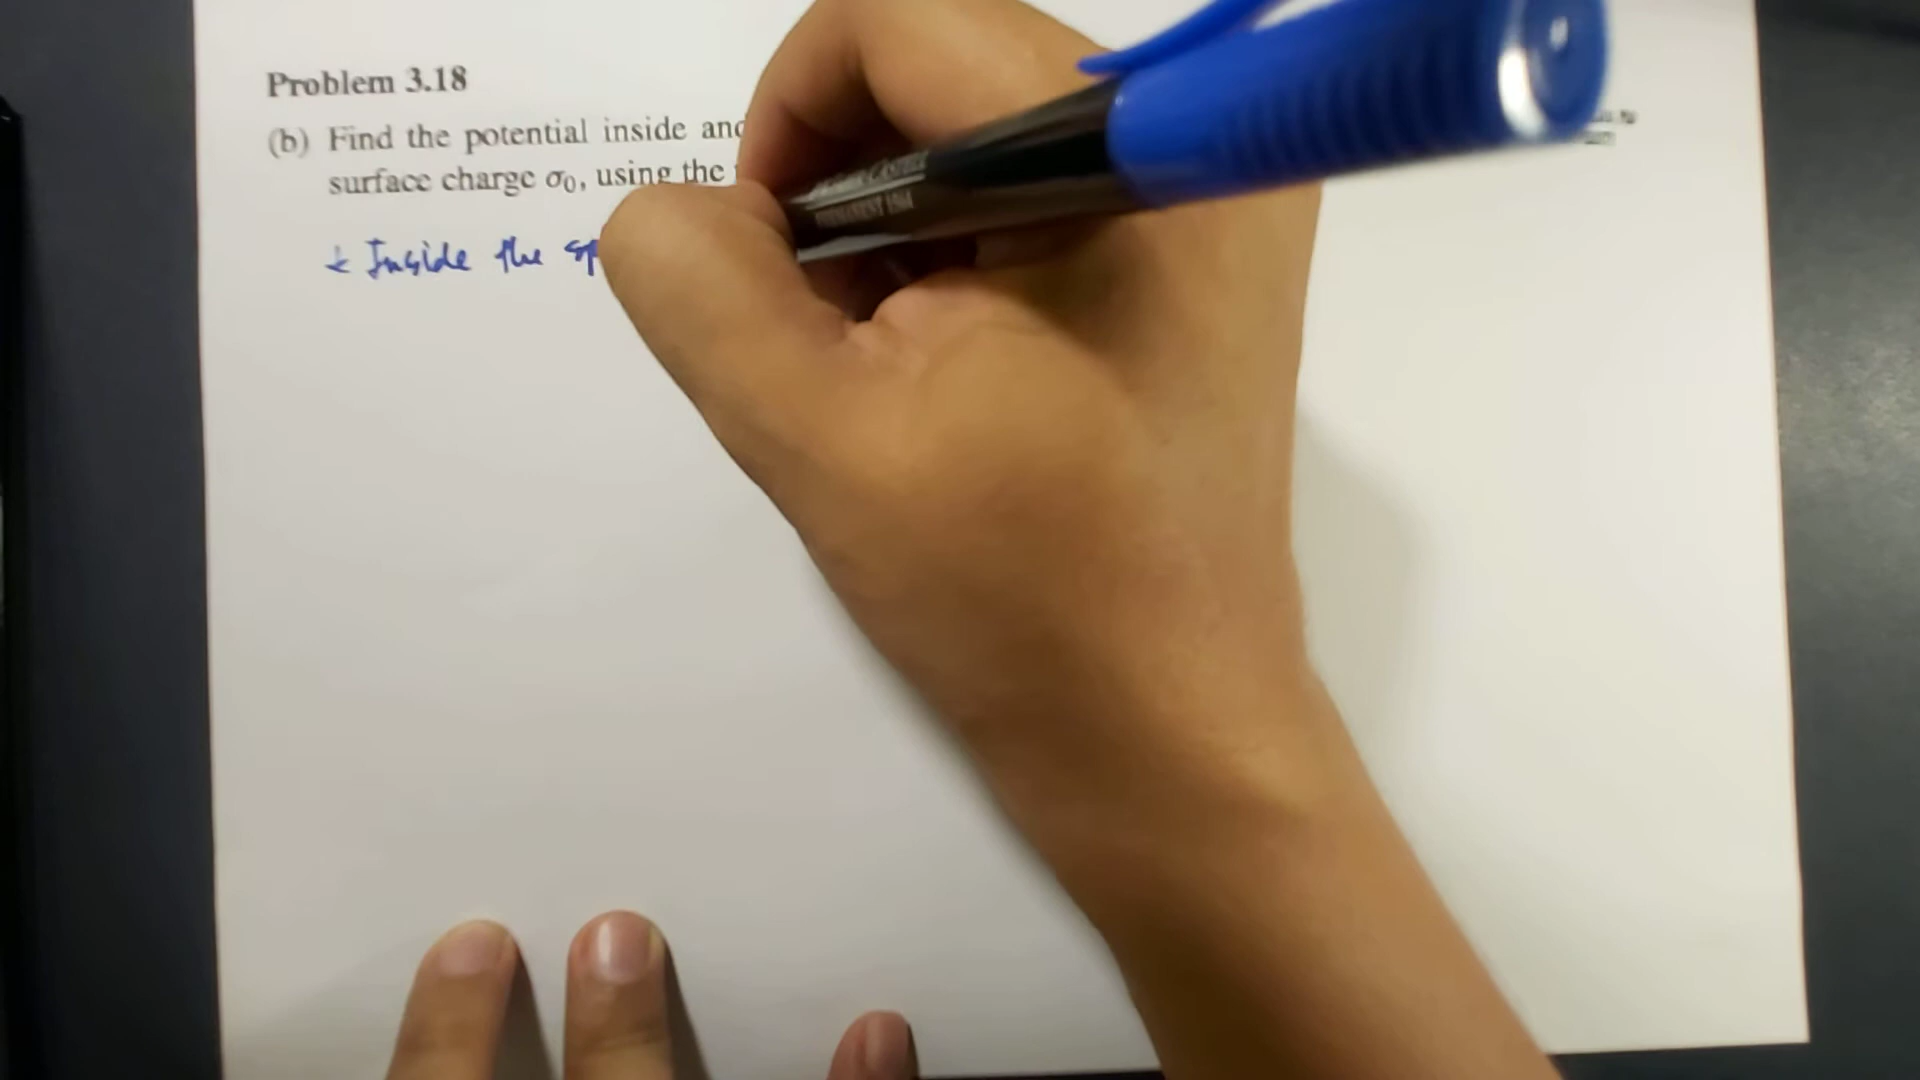 Problem 3.18
(b) Find the potential inside and
surface charge σ₀, using the
* Inside the sp